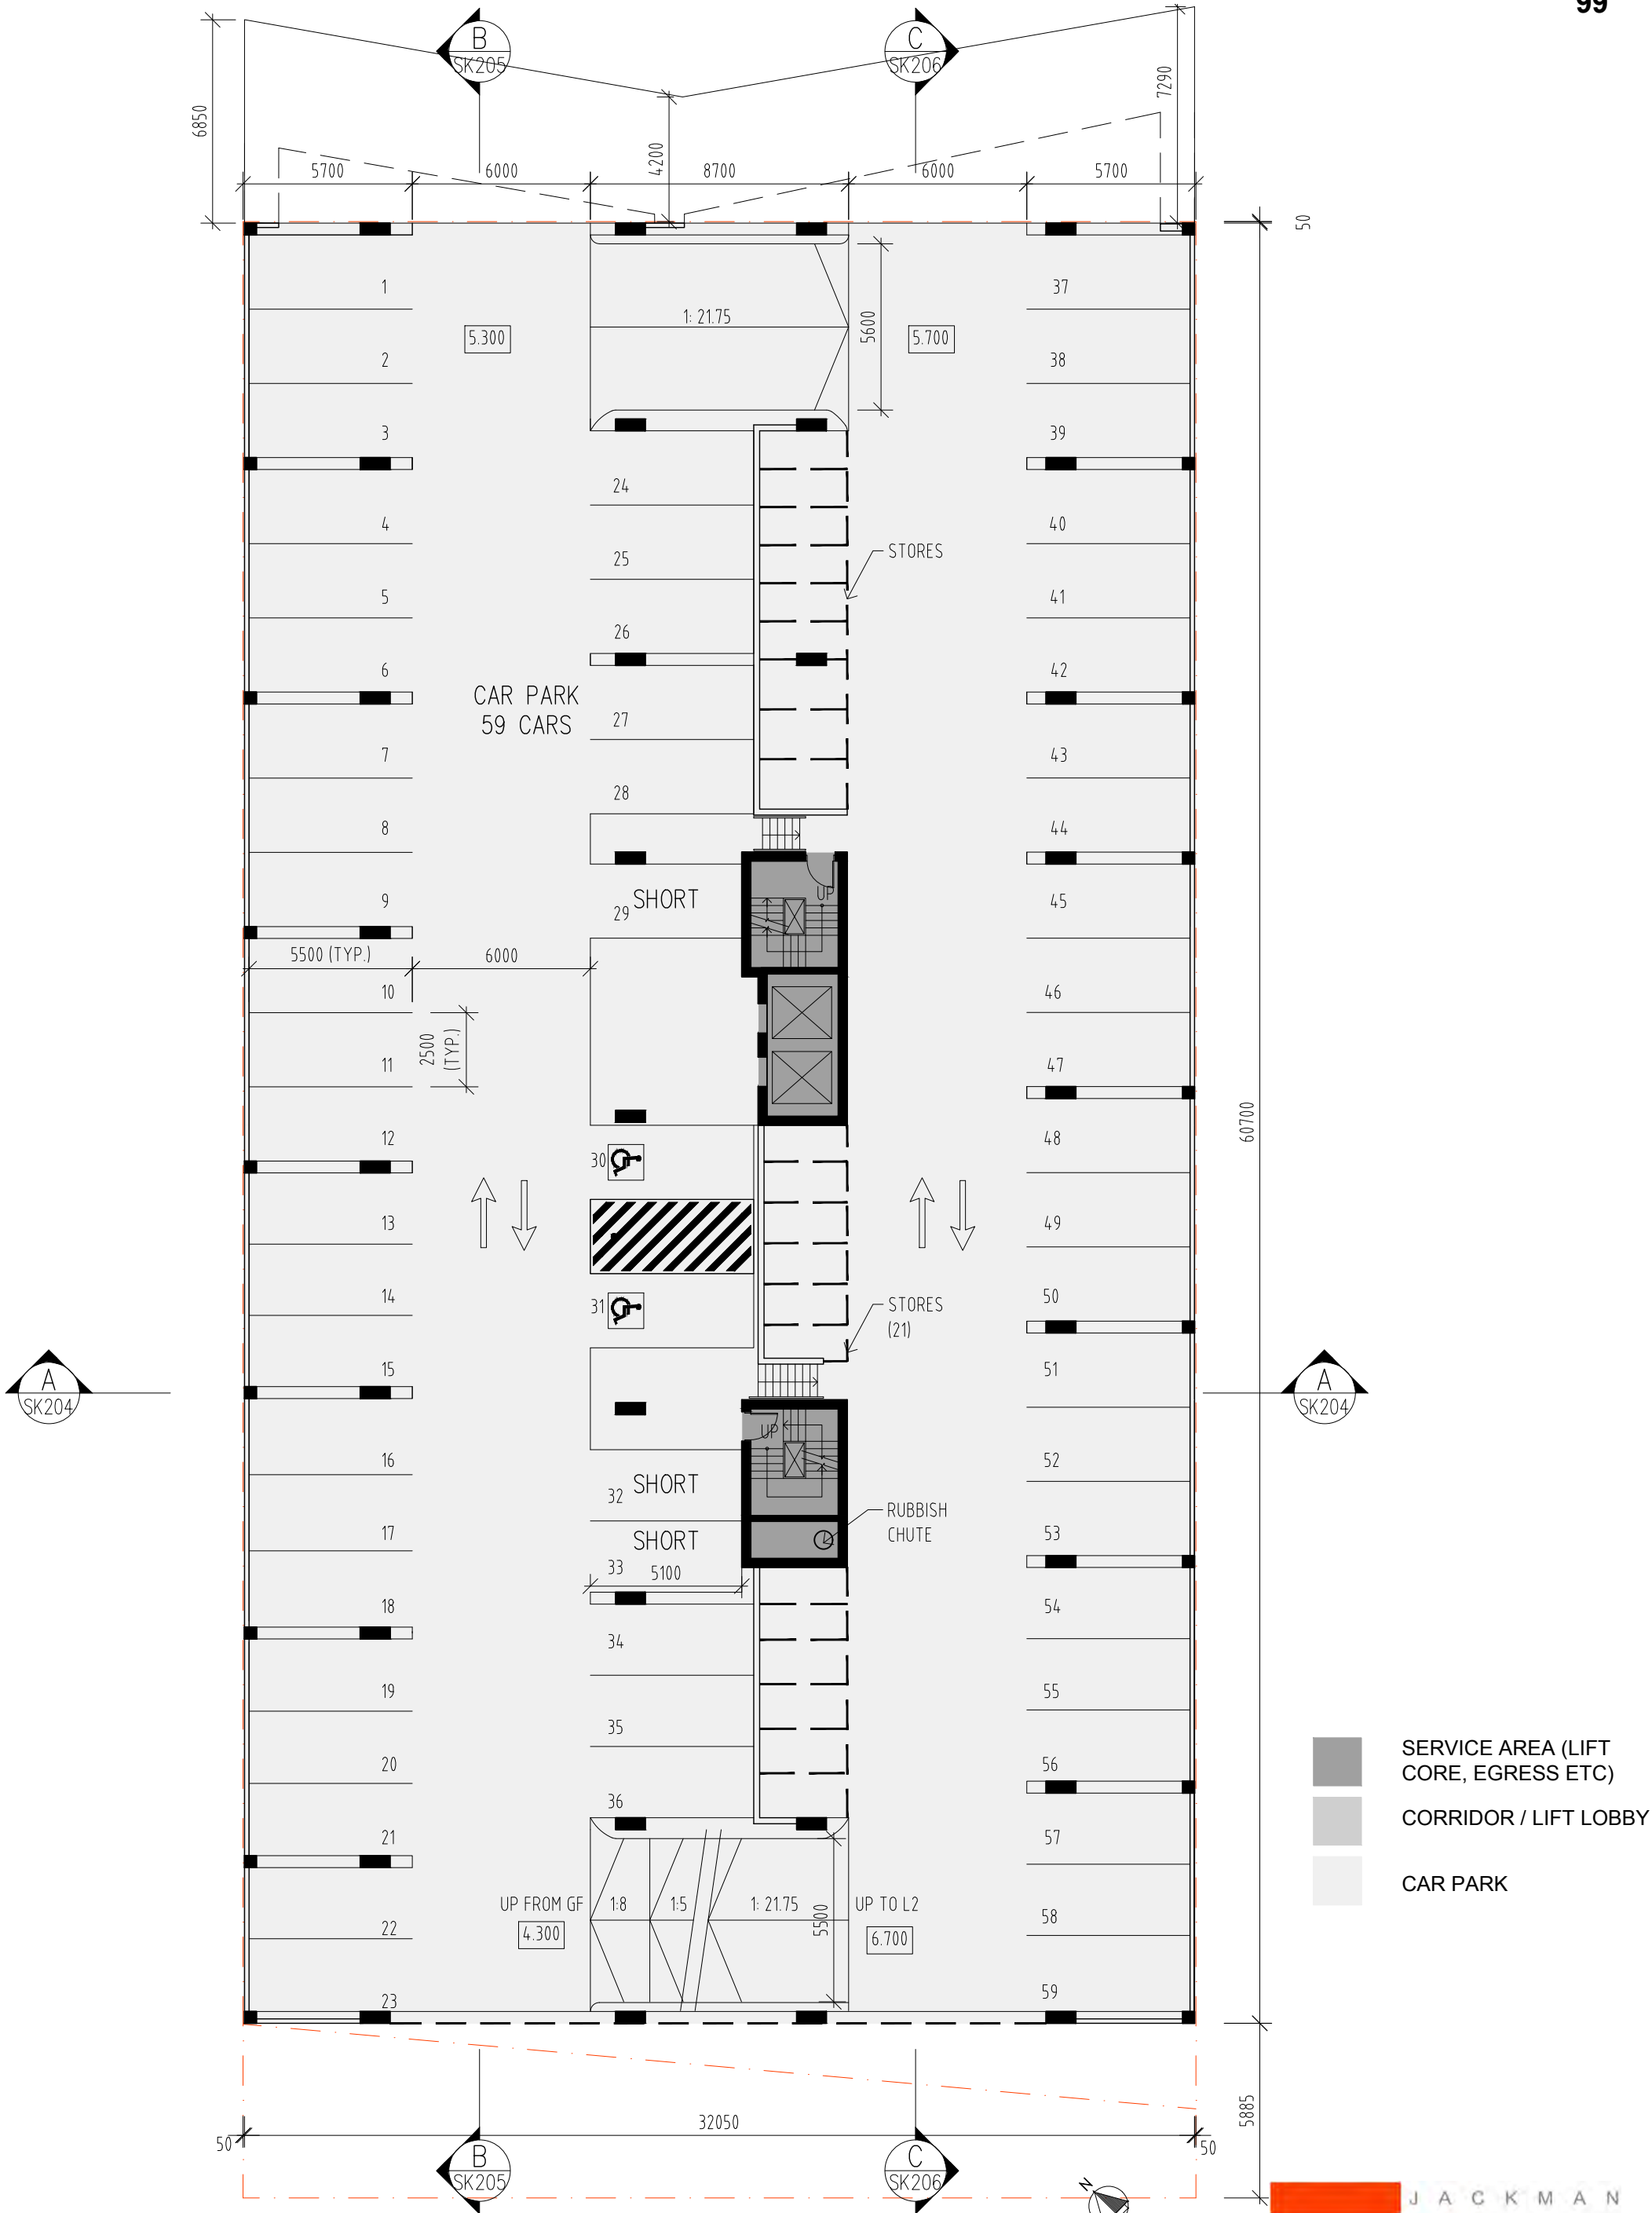 99
B
SK205
C
SK206
6850
7290
4200
5700
6000
8700
6000
5700
50
1
37
1: 21.75
5600
5.300
5.700
2
38
3
39
24
4
40
STORES
25
5
41
26
6
42
CAR PARK
59 CARS
27
7
43
28
8
44
SHORT
29
UP
9
45
5500 (TYP.)
6000
10
46
2500
(TYP.)
11
47
60700
12
48
30
13
49
14
50
31
STORES
(21)
15
51
A
SK204
A
SK204
UP
16
52
32
SHORT
RUBBISH
CHUTE
17
53
SHORT
33
5100
18
54
34
19
55
35
20
56
36
21
57
SERVICE AREA (LIFT
CORE, EGRESS ETC)
CORRIDOR / LIFT LOBBY
CAR PARK
UP FROM GF
1:8
1:5
1: 21.75
UP TO L2
5500
4.300
6.700
22
58
23
59
5885
32050
50
50
B
SK205
C
SK206
N
JACKMAN